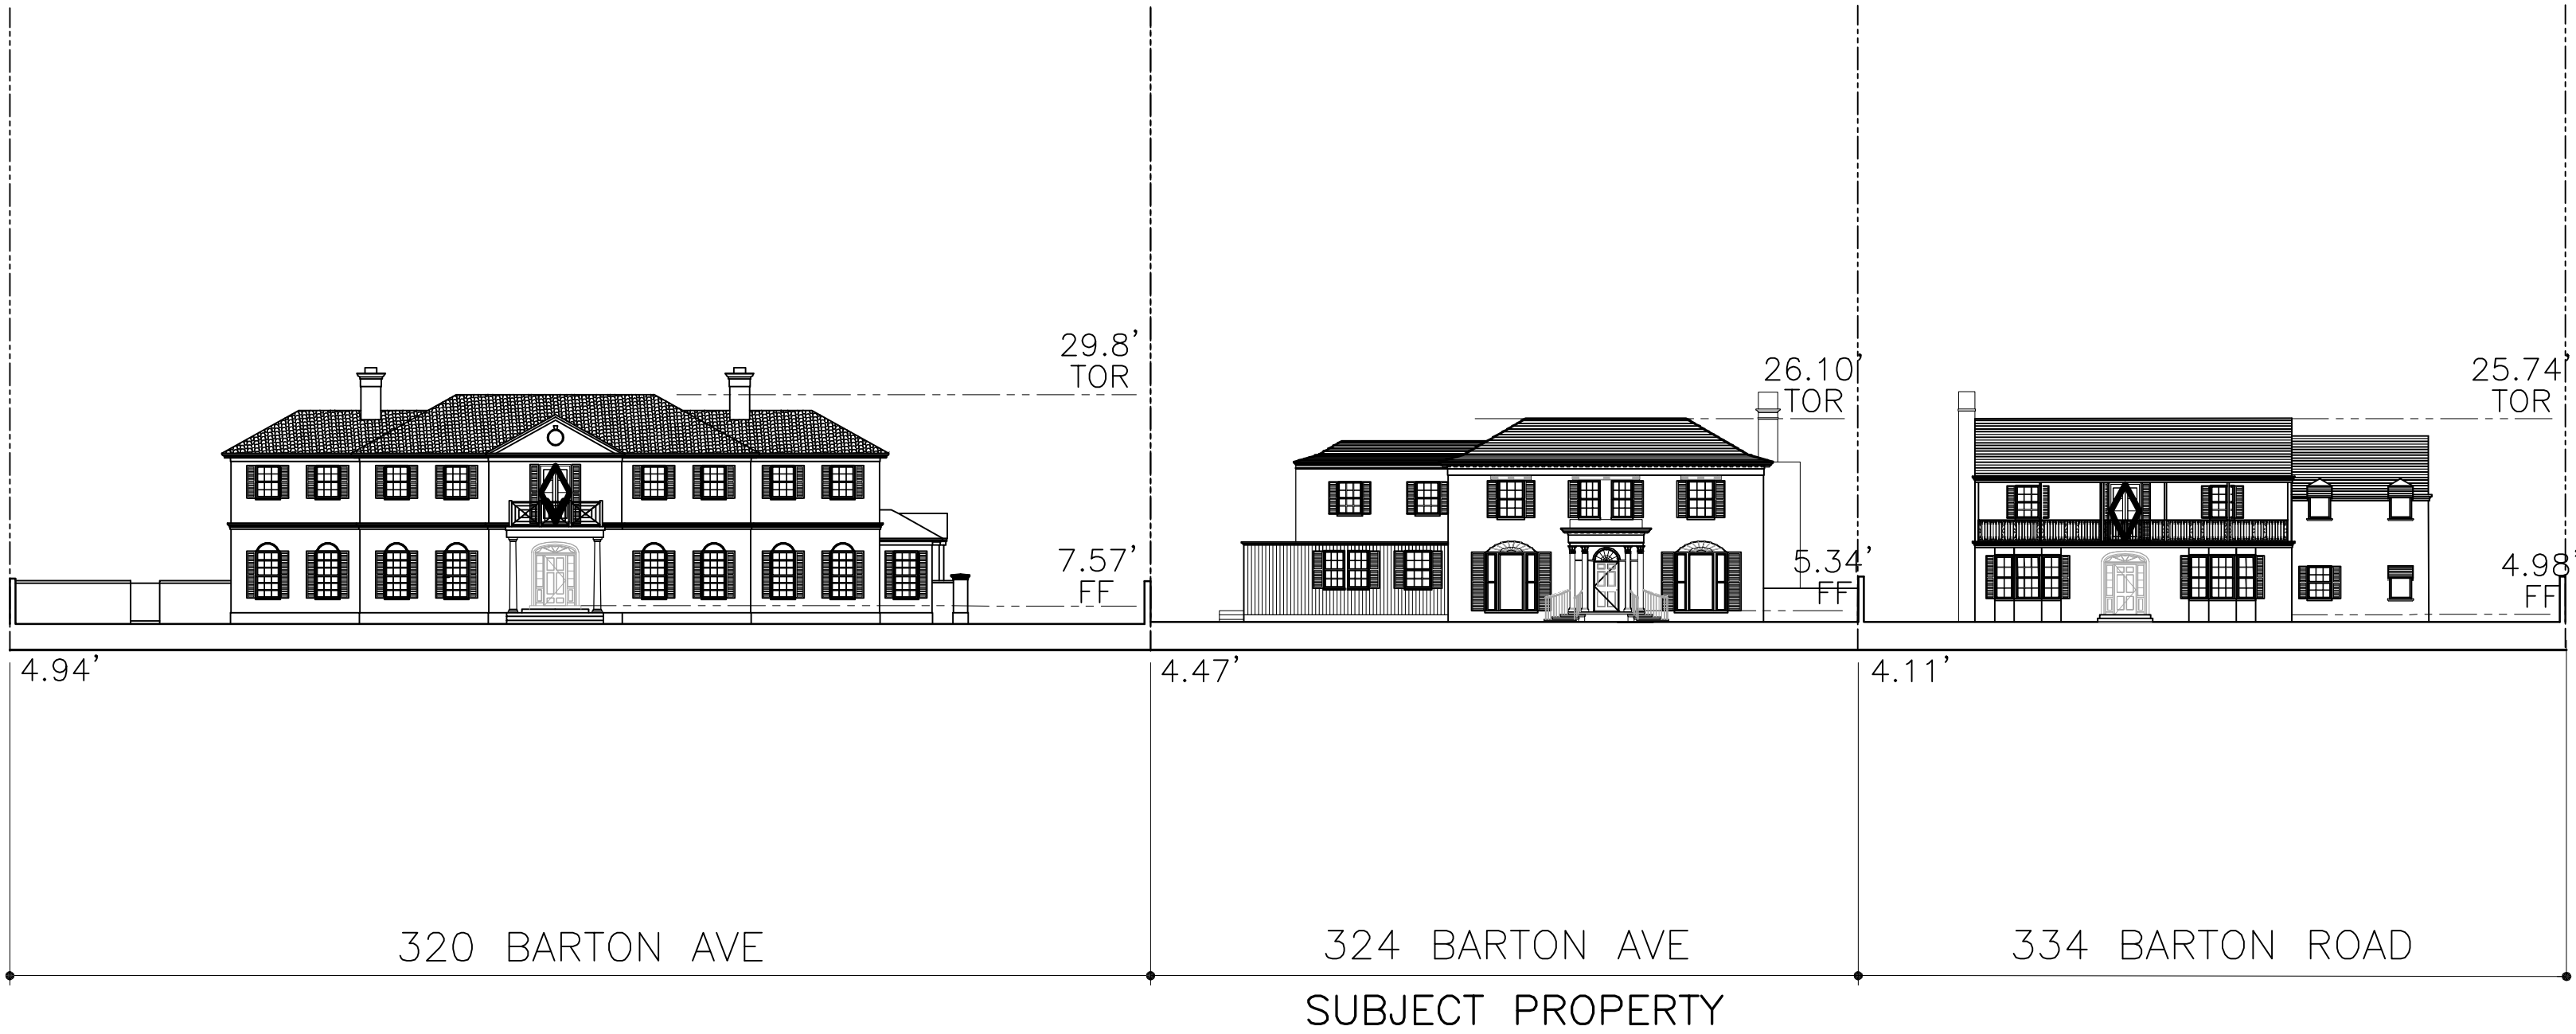 29.8'
TOR
26.10'
TOR
25.74'
TOR
7.57'
FF
5.34'
FF
4.98'
FF
4.94'
4.47'
4.11'
320 BARTON AVE
324 BARTON AVE
334 BARTON ROAD
SUBJECT PROPERTY